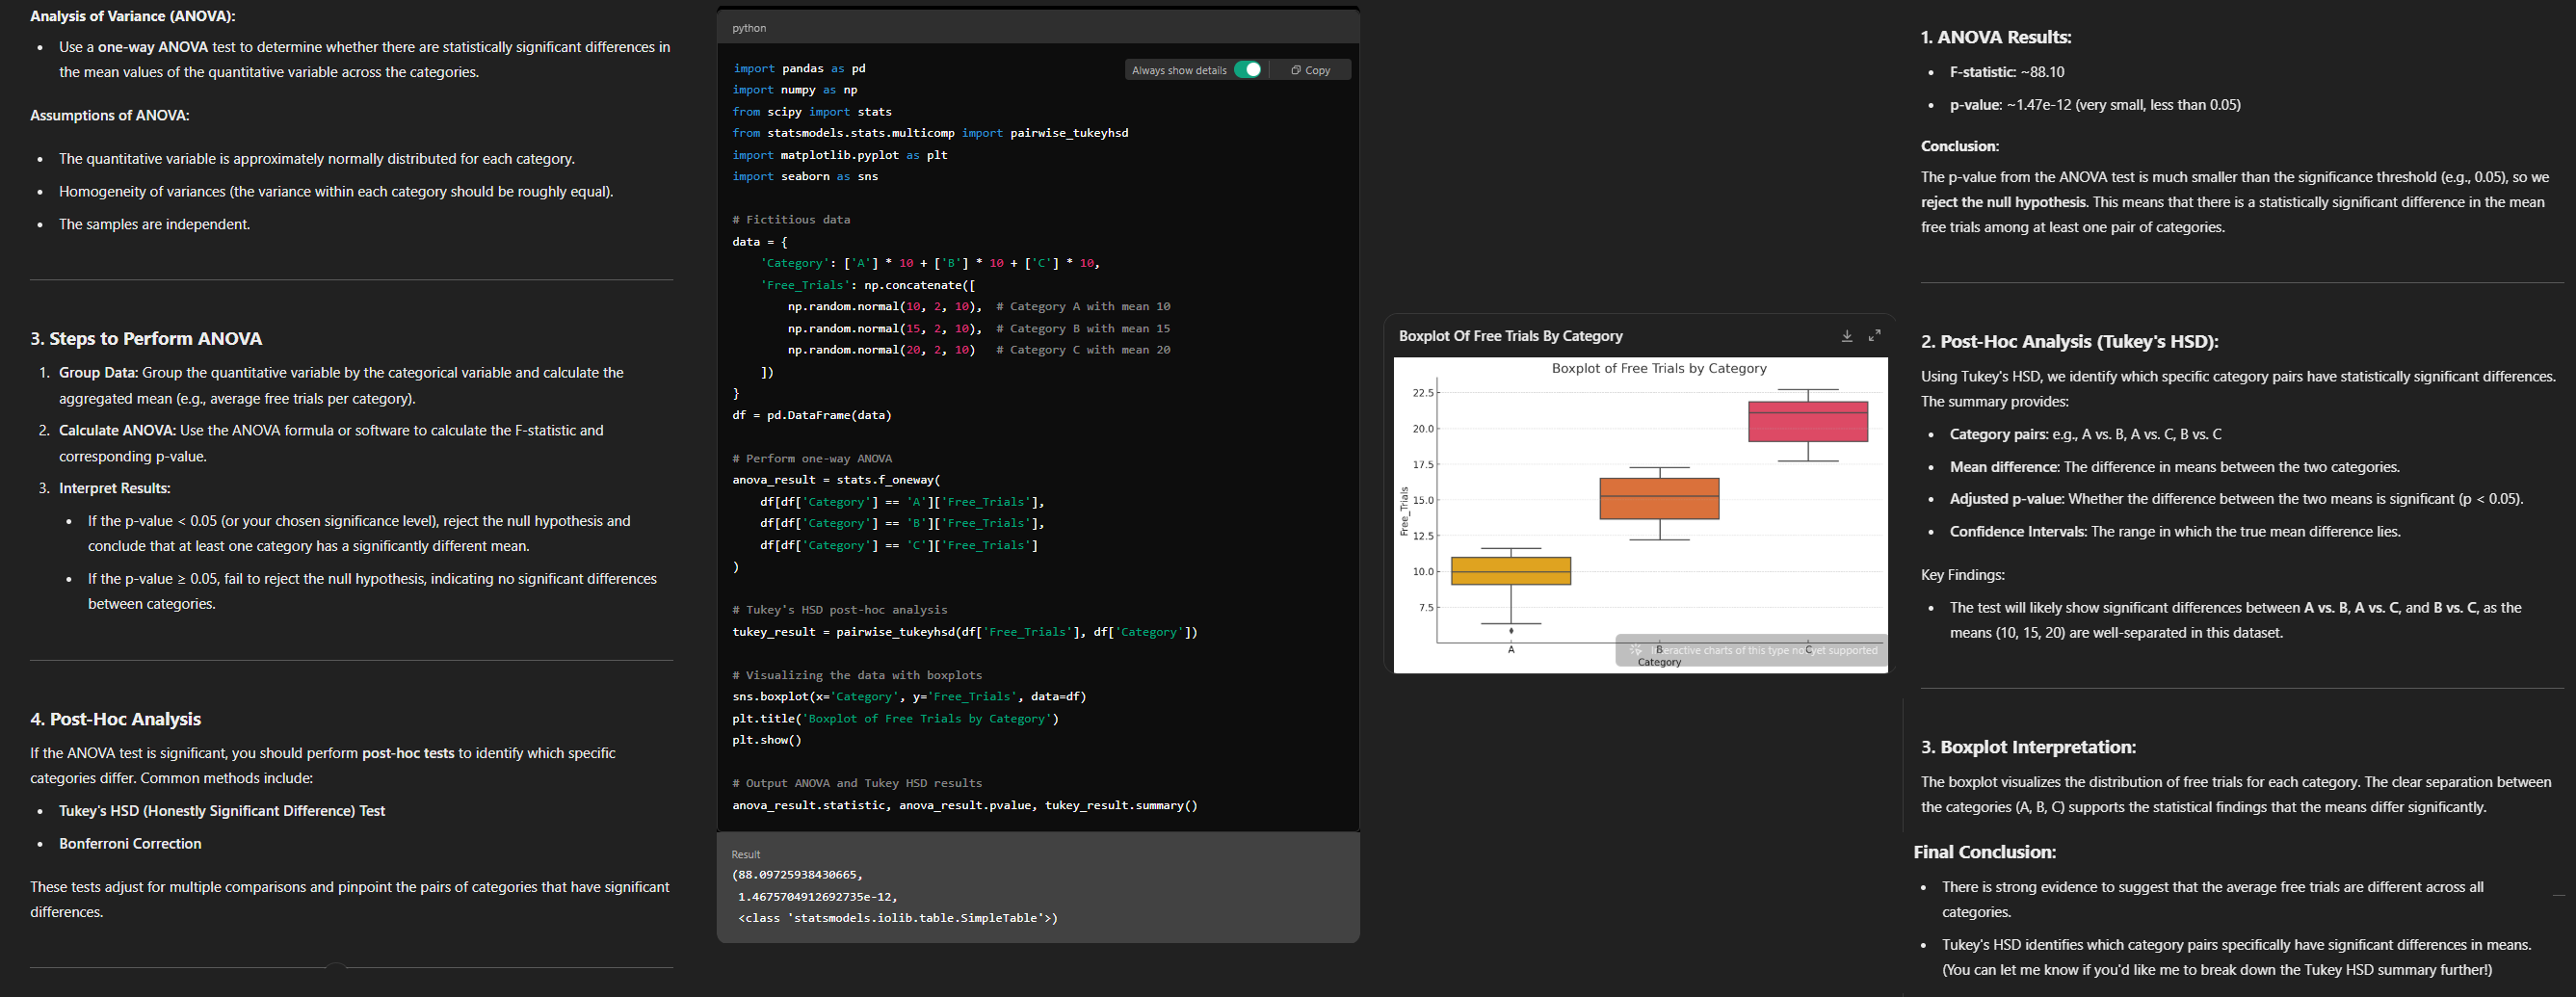 Analysis of Variance (ANOVA):
Use a one-way ANOVA test to determine whether there are statistically significant differences in
the mean values of the quantitative variable across the categories.
Assumptions of ANOVA:
The quantitative variable is approximately normally distributed for each category.
Homogeneity of variances (the variance within each category should be roughly equal).
The samples are independent.
3. Steps to Perform ANOVA
1. Group Data: Group the quantitative variable by the categorical variable and calculate the
aggregated mean (e.g., average free trials per category).
2. Calculate ANOVA: Use the ANOVA formula or software to calculate the F-statistic and
corresponding p-value.
3. Interpret Results:
If the p-value < 0.05 (or your chosen significance level), reject the null hypothesis and
conclude that at least one category has a significantly different mean.
If the p-value ≥ 0.05, fail to reject the null hypothesis, indicating no significant differences
between categories.
4. Post-Hoc Analysis
If the ANOVA test is significant, you should perform post-hoc tests to identify which specific
categories differ. Common methods include:
Tukey's HSD (Honestly Significant Difference) Test
Bonferroni Correction
These tests adjust for multiple comparisons and pinpoint the pairs of categories that have significant
differences.
python
Always show details
Copy
import pandas as pd
import numpy as np
from scipy import stats
from statsmodels.stats.multicomp import pairwise_tukeyhsd
import matplotlib.pyplot as plt
import seaborn as sns
# Fictitious data
data = {
'Category': ['A'] * 10 + ['B'] * 10 + ['C'] * 10,
'Free_Trials': np.concatenate([
np.random.normal(10, 2, 10), # Category A with mean 10
np.random.normal(15, 2, 10), # Category B with mean 15
np.random.normal(20, 2, 10) # Category C with mean 20
])
}
df = pd.DataFrame(data)
# Perform one-way ANOVA
anova_result = stats.f_oneway(
df[df['Category'] == 'A']['Free_Trials'],
df[df['Category'] == 'B']['Free_Trials'],
df[df['Category'] == 'C']['Free_Trials']
)
# Tukey's HSD post-hoc analysis
tukey_result = pairwise_tukeyhsd(df['Free_Trials'], df['Category'])
# Visualizing the data with boxplots
sns.boxplot(x='Category', y='Free_Trials', data=df)
plt.title('Boxplot of Free Trials by Category')
plt.show()
# Output ANOVA and Tukey HSD results
anova_result.statistic, anova_result.pvalue, tukey_result.summary()
Result
(88.09725938430665,
1.4675704912692735e-12,
<class 'statsmodels.iolib.table.SimpleTable'>)
Boxplot Of Free Trials By Category
Boxplot of Free Trials by Category
22.5
20.0
17.5
15.0
12.5
10.0
7.5
Free_Trials
A
B
C
Interactive charts of this type not yet supported
Category
1. ANOVA Results:
F-statistic: ~88.10
p-value: ~1.47e-12 (very small, less than 0.05)
Conclusion:
The p-value from the ANOVA test is much smaller than the significance threshold (e.g., 0.05), so we
reject the null hypothesis. This means that there is a statistically significant difference in the mean
free trials among at least one pair of categories.
2. Post-Hoc Analysis (Tukey's HSD):
Using Tukey's HSD, we identify which specific category pairs have statistically significant differences.
The summary provides:
Category pairs: e.g., A vs. B, A vs. C, B vs. C
Mean difference: The difference in means between the two categories.
Adjusted p-value: Whether the difference between the two means is significant (p < 0.05).
Confidence Intervals: The range in which the true mean difference lies.
Key Findings:
The test will likely show significant differences between A vs. B, A vs. C, and B vs. C, as the
means (10, 15, 20) are well-separated in this dataset.
3. Boxplot Interpretation:
The boxplot visualizes the distribution of free trials for each category. The clear separation between
the categories (A, B, C) supports the statistical findings that the means differ significantly.
Final Conclusion:
There is strong evidence to suggest that the average free trials are different across all
categories.
Tukey's HSD identifies which category pairs specifically have significant differences in means.
(You can let me know if you'd like me to break down the Tukey HSD summary further!)